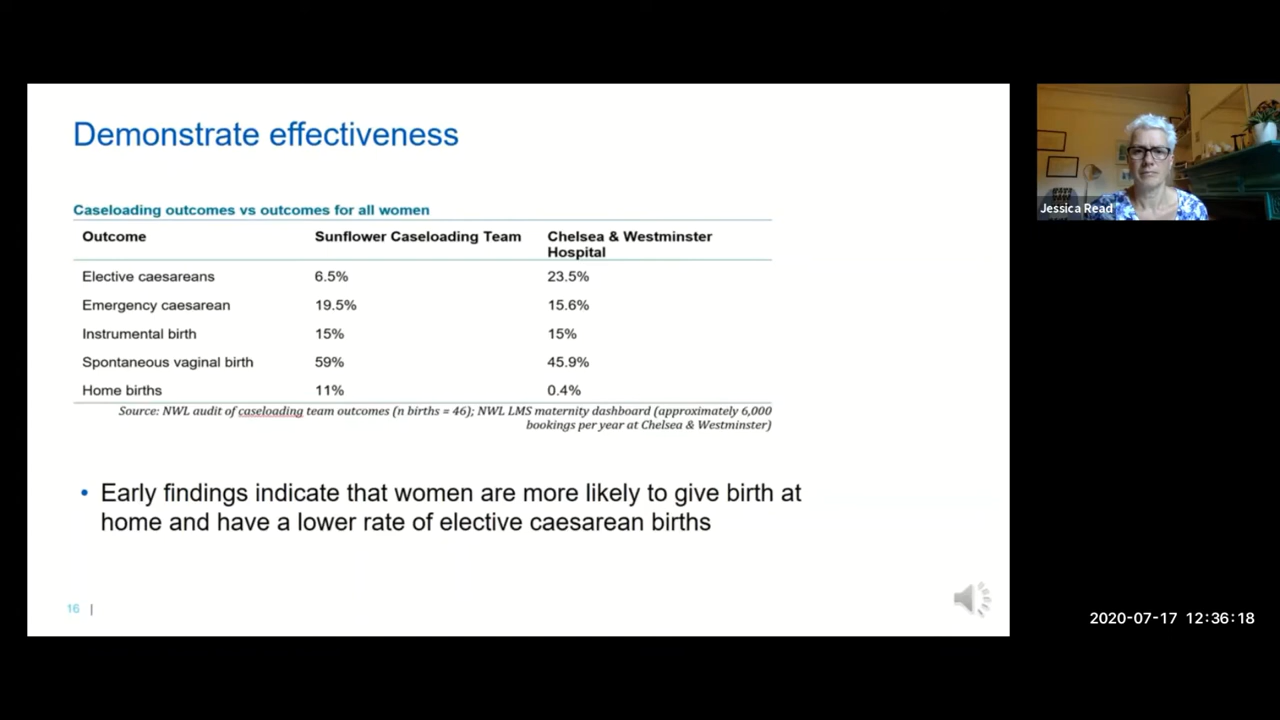 Demonstrate effectiveness
Caseloading outcomes vs outcomes for all women
Outcome Sunflower Caseloading Team Chelsea & Westminster
Hospital
Elective caesareans 6.5% 23.5%
Emergency caesarean 19.5% 15.6%
Instrumental birth 15% 15%
Spontaneous vaginal birth 59% 45.9%
Home births 11% 0.4%
Source: NWL audit of caseloading team outcomes (n births = 46); NWL LMS maternity dashboard (approximately 6,000
bookings per year at Chelsea & Westminster)
• Early findings indicate that women are more likely to give birth at
home and have a lower rate of elective caesarean births
16 |
Jessica Read
2020-07-17 12:36:18